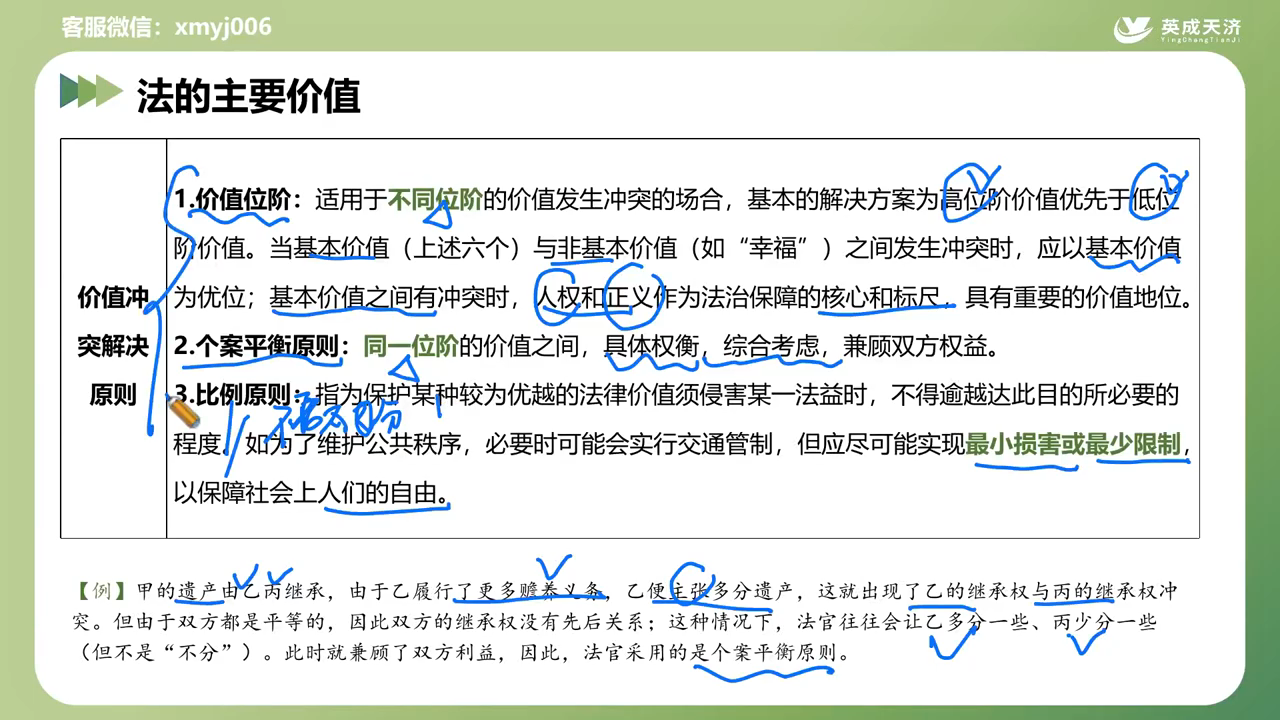 客服微信：xmyj006
英成天济
YingChengTianJi
法的主要价值
价值冲
突解决
原则
1.价值位阶：适用于不同位阶的价值发生冲突的场合，基本的解决方案为高位阶价值优先于低位
阶价值。当基本价值（上述六个）与非基本价值（如“幸福”）之间发生冲突时，应以基本价值
为优位；基本价值之间有冲突时，人权和正义作为法治保障的核心和标尺，具有重要的价值地位。
2.个案平衡原则：同一位阶的价值之间，具体权衡，综合考虑，兼顾双方权益。
3.比例原则：指为保护某种较为优越的法律价值须侵害某一法益时，不得逾越达此目的所必要的
程度。如为了维护公共秩序，必要时可能会实行交通管制，但应尽可能实现最小损害或最少限制，
以保障社会上人们的自由。
【例】甲的遗产由乙丙继承，由于乙履行了更多赡养义务，乙便主张多分遗产，这就出现了乙的继承权与丙的继承权冲
突。但由于双方都是平等的，因此双方的继承权没有先后关系；这种情况下，法官往往会让乙多分一些、丙少分一些
（但不是“不分”）。此时就兼顾了双方利益，因此，法官采用的是个案平衡原则。